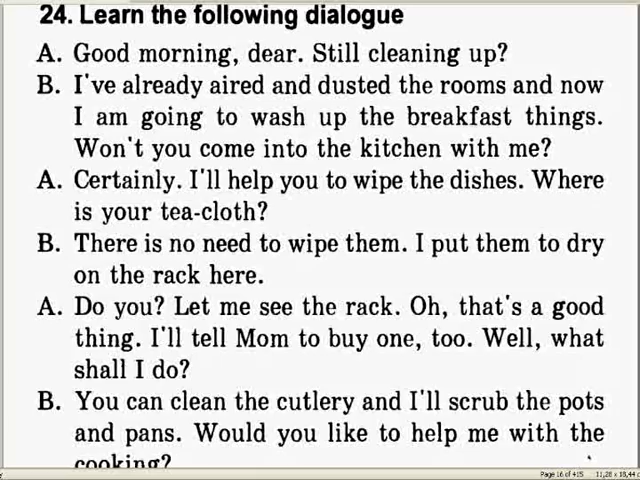 24. Learn the following dialogue
A. Good morning, dear. Still cleaning up?
B. I've already aired and dusted the rooms and now
I am going to wash up the breakfast things.
Won't you come into the kitchen with me?
A. Certainly. I'll help you to wipe the dishes. Where
is your tea-cloth?
B. There is no need to wipe them. I put them to dry
on the rack here.
A. Do you? Let me see the rack. Oh, that's a good
thing. I'll tell Mom to buy one, too. Well, what
shall I do?
B. You can clean the cutlery and I'll scrub the pots
and pans. Would you like to help me with the
cooking?
Page 16 of 415